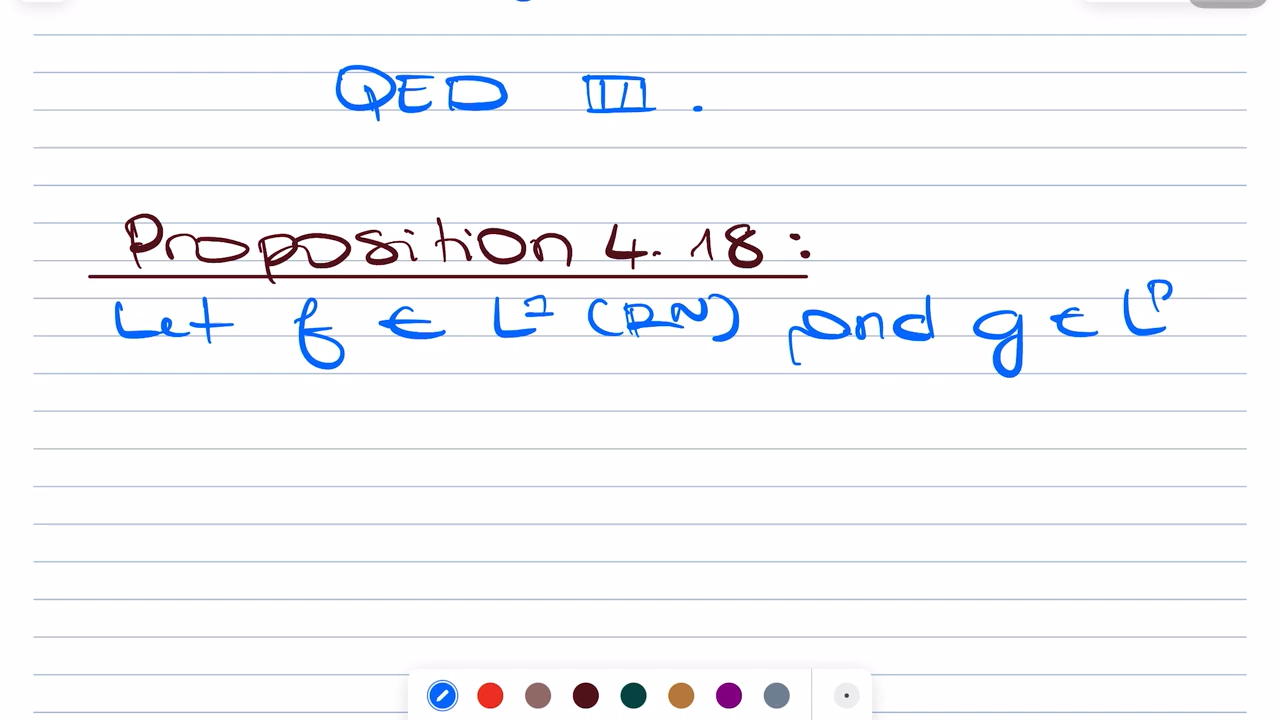 QED .
Proposition 4.18 :
Let f ∈ L¹ (ℝᴺ) and g ∈ Lᵖ